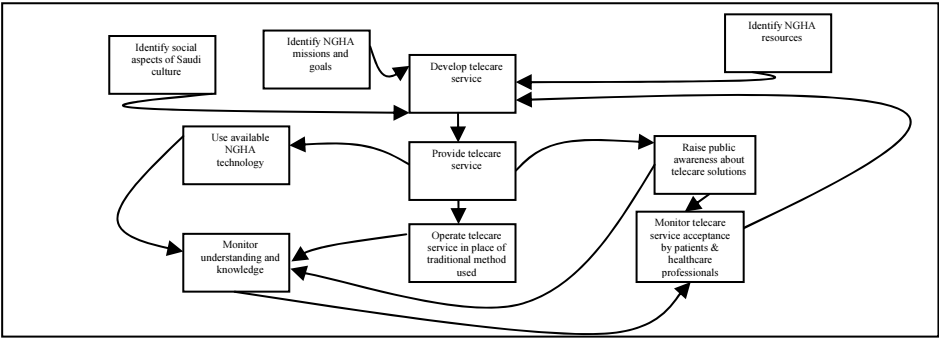 Identify social
aspects of Saudi
culture
Identify NGHA
missions and
goals
Develop telecare
service
Identify NGHA
resources
Use available
NGHA
technology
Provide telecare
service
Raise public
awareness about
telecare solutions
Monitor
understanding and
knowledge
Operate telecare
service in place of
traditional method
used
Monitor telecare
service acceptance
by patients &
healthcare
professionals